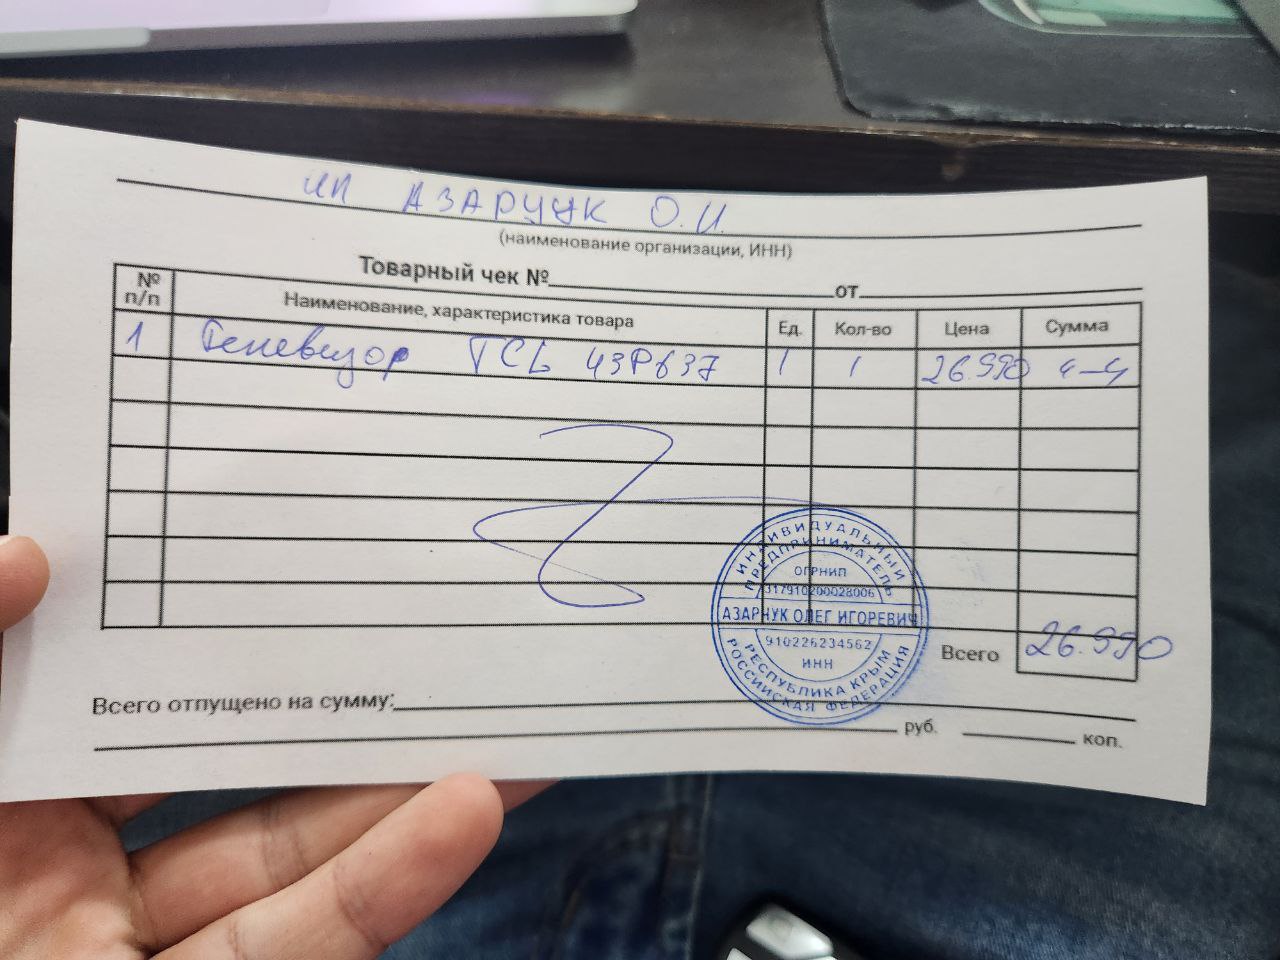 ИП АЗАРЧУК О.И.
(наименование организации, ИНН)
Товарный чек № от
№ п/п Наименование, характеристика товара Ед. Кол-во Цена Сумма
1 Телевизор TCL 43P637 1 1 26.990 "—"
ИНДИВИДУАЛЬНЫЙ
ПРЕДПРИНИМАТЕЛЬ
ОГРНИП
317910200028006
АЗАРЧУК ОЛЕГ ИГОРЕВИЧ
910226234562
ИНН
РЕСПУБЛИКА КРЫМ
РОССИЙСКАЯ ФЕДЕРАЦИЯ
Всего 26.990
Всего отпущено на сумму:
руб. коп.